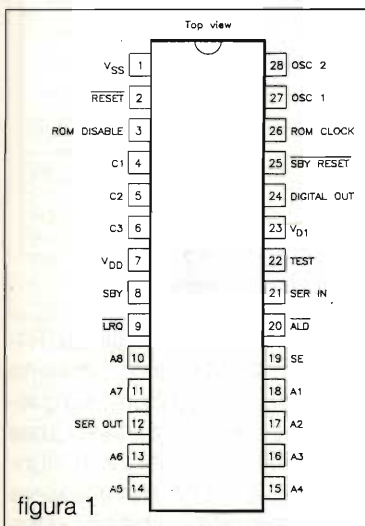 Top view
VSS 1
RESET 2
ROM DISABLE 3
C1 4
C2 5
C3 6
VDD 7
SBY 8
LRQ 9
A8 10
A7 11
SER OUT 12
A6 13
A5 14
28 OSC 2
27 OSC 1
26 ROM CLOCK
25 SBY RESET
24 DIGITAL OUT
23 VD1
22 TEST
21 SER IN
20 ALD
19 SE
18 A1
17 A2
16 A3
15 A4
figura 1